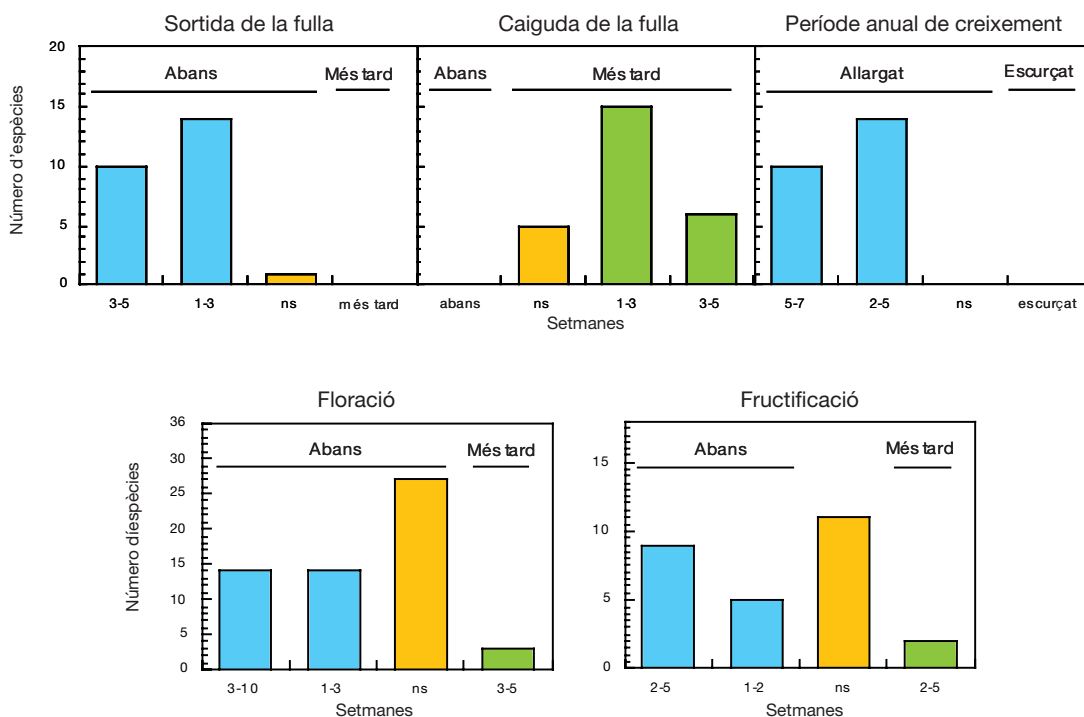 Sortida de la fulla
Caiguda de la fulla
Període anual de creixement
Número d'espècies
20
15
10
5
0
Abans
Més tard
Abans
Més tard
Allargat
Escurçat
3-5
1-3
ns
més tard
abans
ns
1-3
3-5
5-7
2-5
ns
escurçat
Setmanes
Floració
Número díespècies
36
33
27
25
20
15
10
5
0
Abans
Més tard
3-10
1-3
ns
3-5
Setmanes
Fructificació
15
10
5
0
Abans
Més tard
2-5
1-2
ns
2-5
Setmanes